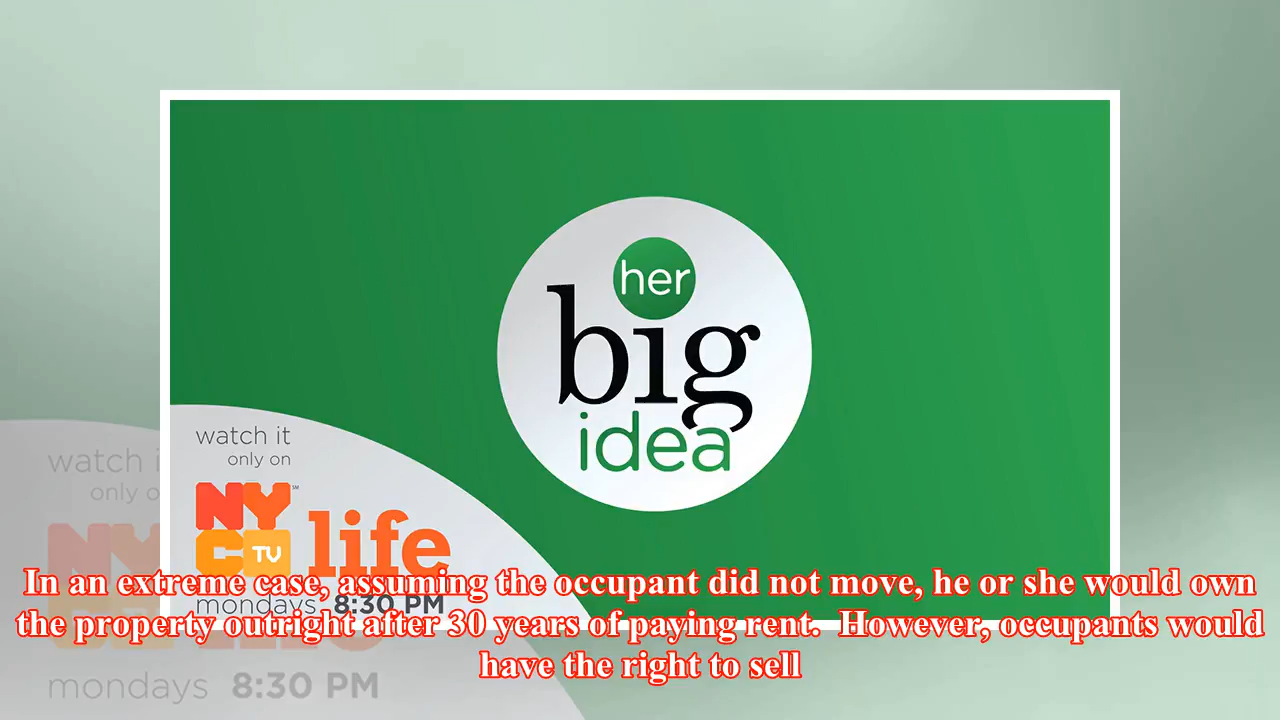 her
big
idea
watch it
only on
NYC TV life
mondays 8:30 PM
watch it
only o
mondays 8:30 PM
In an extreme case, assuming the occupant did not move, he or she would own
the property outright after 30 years of paying rent.  However, occupants would
have the right to sell